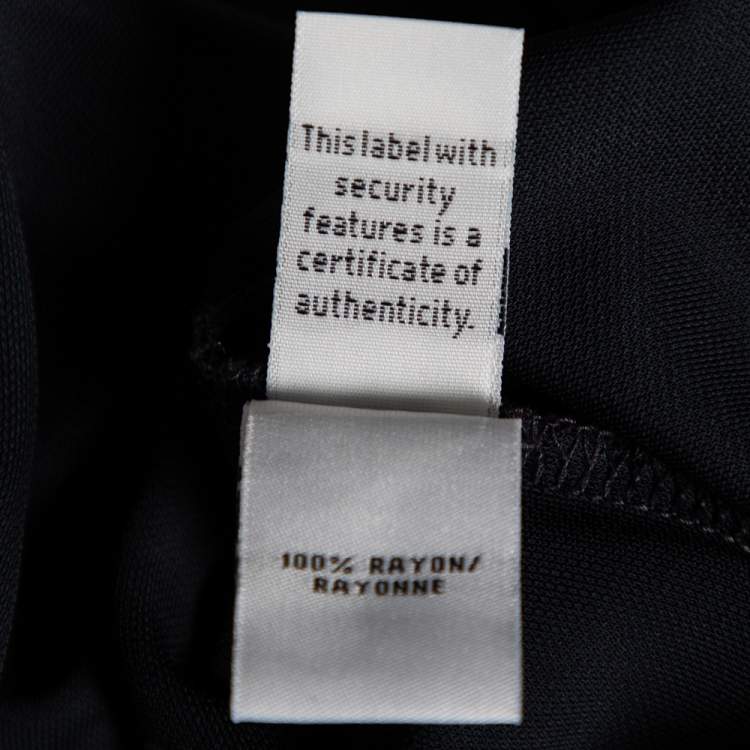 This label with
security
features is a
certificate of
authenticity.
100% RAYON/
RAYONNE